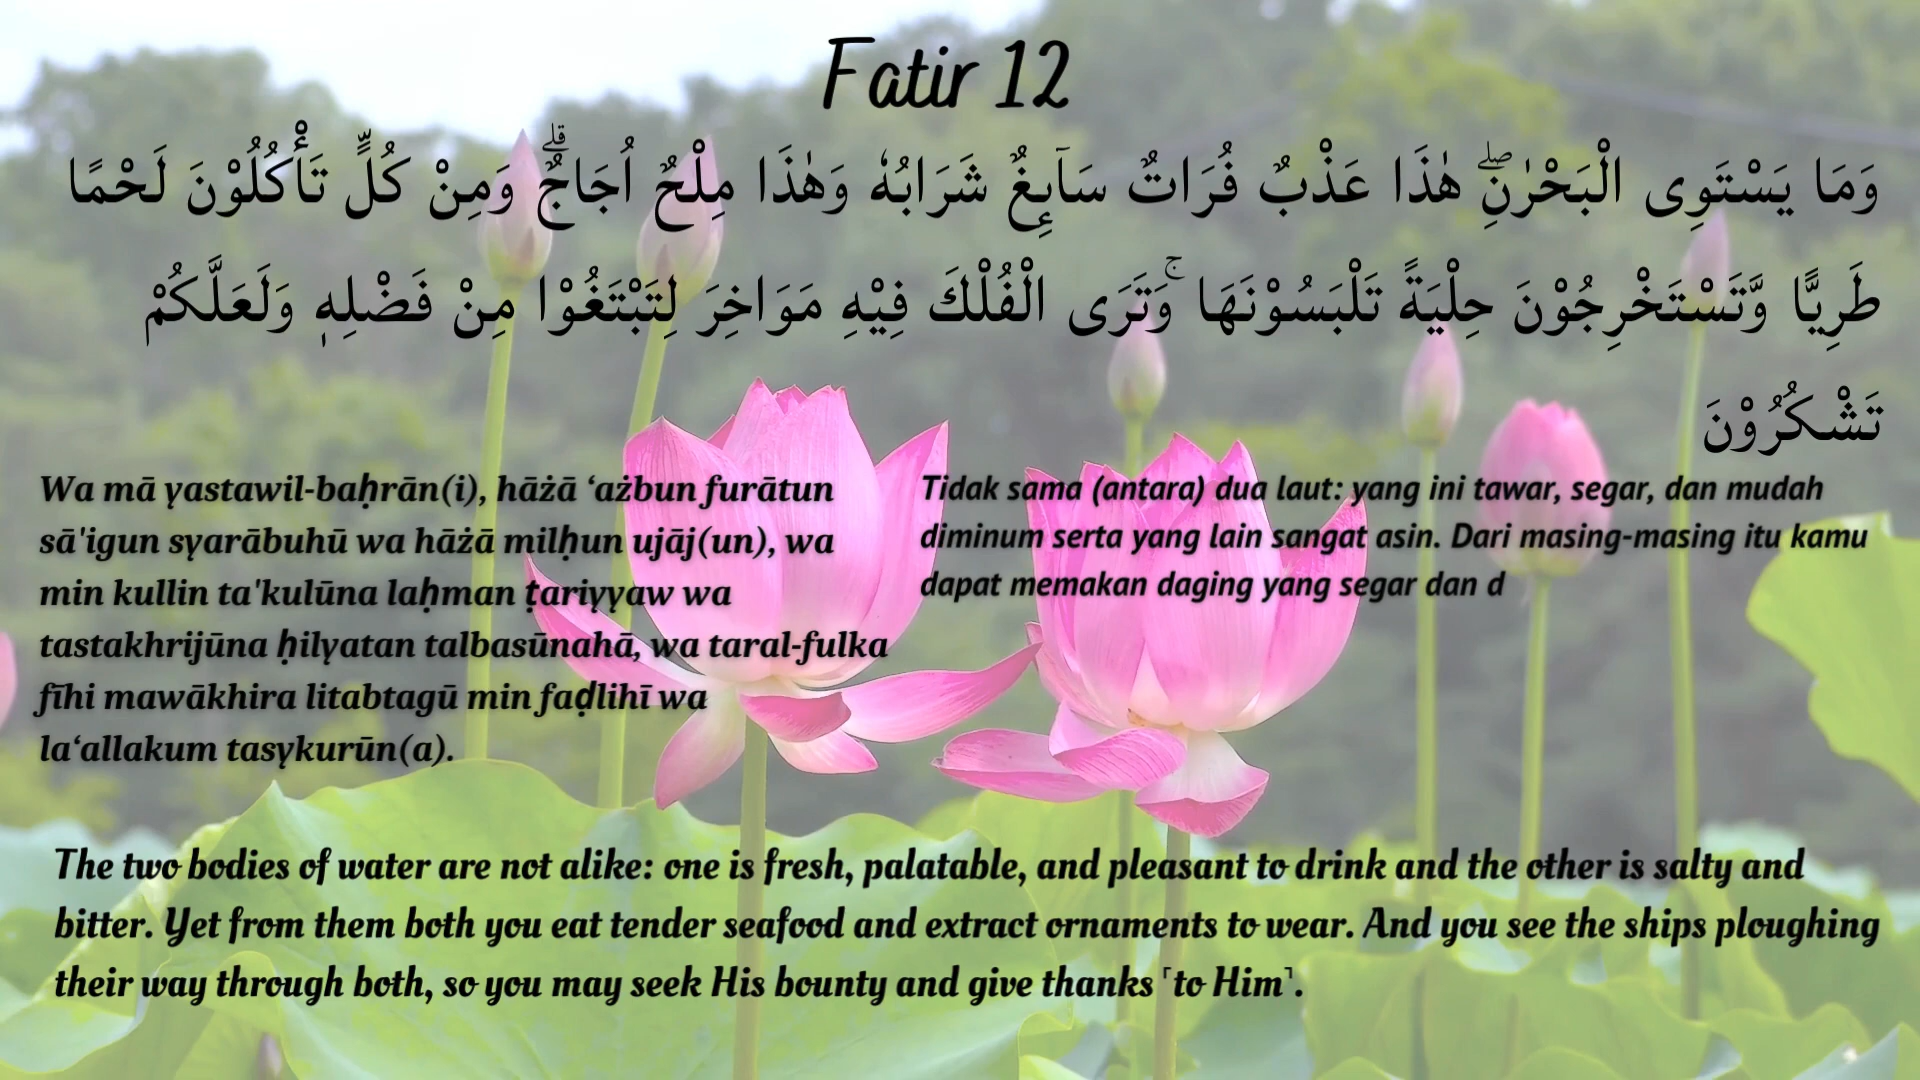 Fatir 12
وَمَا يَسْتَوِى الْبَحْرٰنِۖ هٰذَا عَذْبٌ فُرَاتٌ سَاۤىِٕغٌ شَرَابُهٗ وَهٰذَا مِلْحٌ اُجَاجٌۗ وَمِنْ كُلٍّ تَأْكُلُوْنَ لَحْمًا
طَرِيًّا وَّتَسْتَخْرِجُوْنَ حِلْيَةً تَلْبَسُوْنَهَا ۚوَتَرَى الْفُلْكَ فِيْهِ مَوَاخِرَ لِتَبْتَغُوْا مِنْ فَضْلِهٖ وَلَعَلَّكُمْ
تَشْكُرُوْنَ
Wa mā yastawil-baḥrān(i), hāżā ‘ażbun furātun
sā'igun syarābuhū wa hāżā milḥun ujāj(un), wa
min kullin ta'kulūna laḥman ṭariyyaw wa
tastakhrijūna ḥilyatan talbasūnahā, wa taral-fulka
fīhi mawākhira litabtagū min faḍlihī wa
la‘allakum tasykurūn(a).
Tidak sama (antara) dua laut: yang ini tawar, segar, dan mudah
diminum serta yang lain sangat asin. Dari masing-masing itu kamu
dapat memakan daging yang segar dan d
The two bodies of water are not alike: one is fresh, palatable, and pleasant to drink and the other is salty and
bitter. Yet from them both you eat tender seafood and extract ornaments to wear. And you see the ships ploughing
their way through both, so you may seek His bounty and give thanks ˹to Him˺.